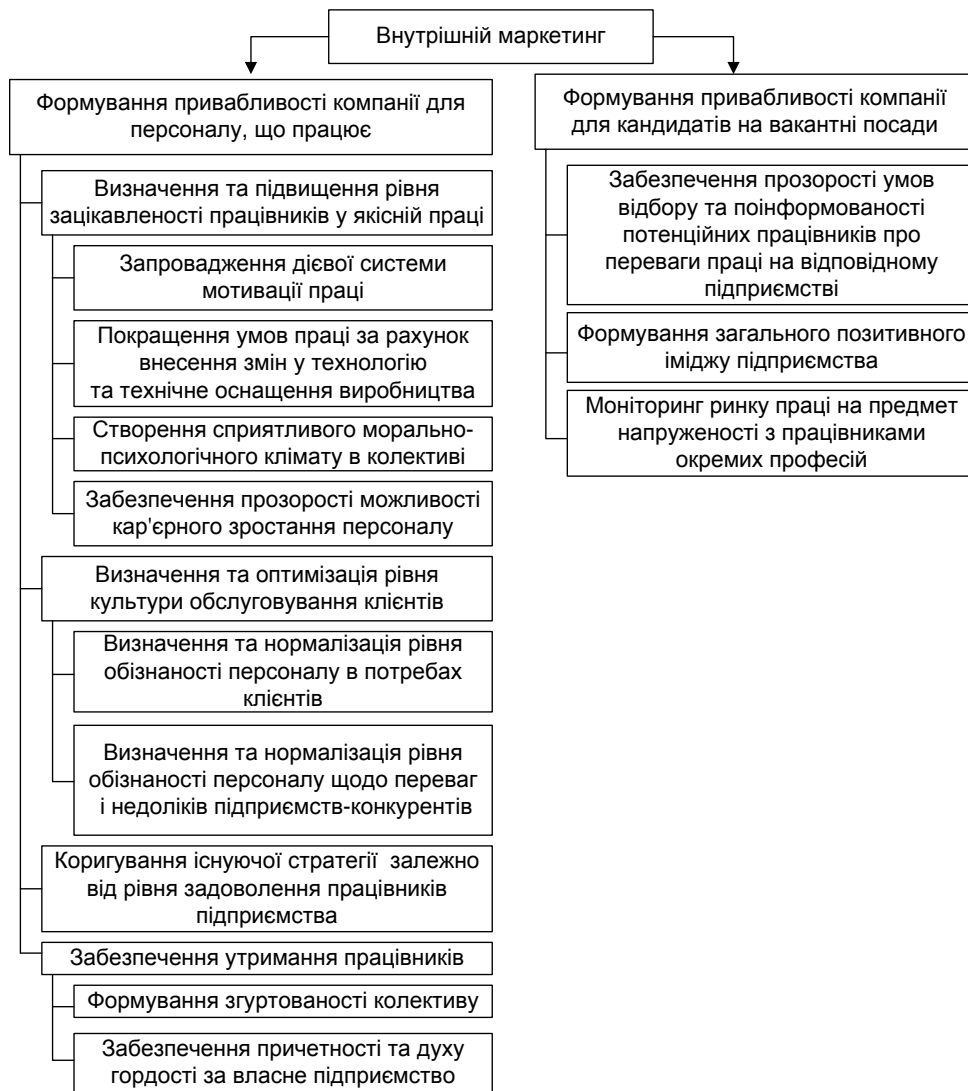 Внутрішній маркетинг
Формування привабливості компанії для
персоналу, що працює
Визначення та підвищення рівня
зацікавленості працівників у якісній праці
Запровадження дієвої системи
мотивації праці
Покращення умов праці за рахунок
внесення змін у технологію
та технічне оснащення виробництва
Створення сприятливого морально-
психологічного клімату в колективі
Забезпечення прозорості можливості
кар'єрного зростання персоналу
Визначення та оптимізація рівня
культури обслуговування клієнтів
Визначення та нормалізація рівня
обізнаності персоналу в потребах
клієнтів
Визначення та нормалізація рівня
обізнаності персоналу щодо переваг
і недоліків підприємств-конкурентів
Коригування існуючої стратегії залежно
від рівня задоволення працівників
підприємства
Забезпечення утримання працівників
Формування згуртованості колективу
Забезпечення причетності та духу
гордості за власне підприємство
Формування привабливості компанії
для кандидатів на вакантні посади
Забезпечення прозорості умов
відбору та поінформованості
потенційних працівників про
переваги праці на відповідному
підприємстві
Формування загального позитивного
іміджу підприємства
Моніторинг ринку праці на предмет
напруженості з працівниками
окремих професій